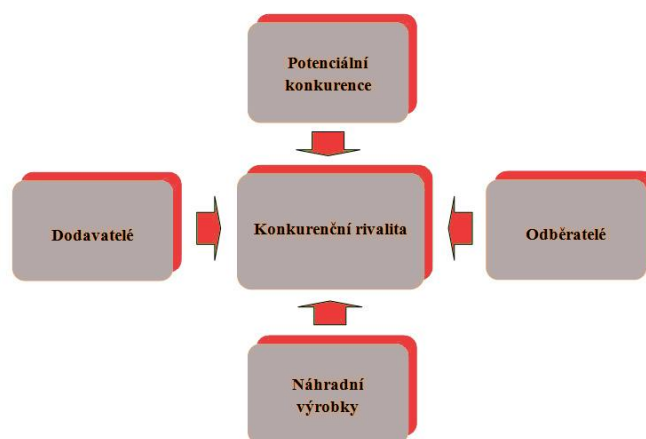 Potenciální
konkurence
Dodavatelé
Konkurenční rivalita
Odběratelé
Náhradní
výrobky